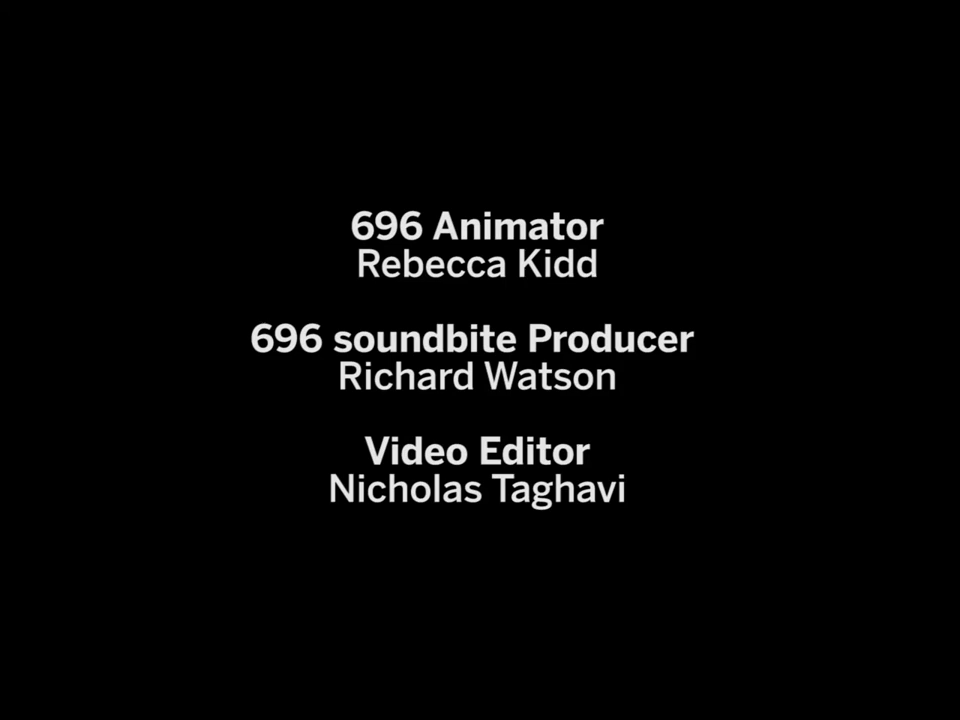 696 Animator
Rebecca Kidd
696 soundbite Producer
Richard Watson
Video Editor
Nicholas Taghavi